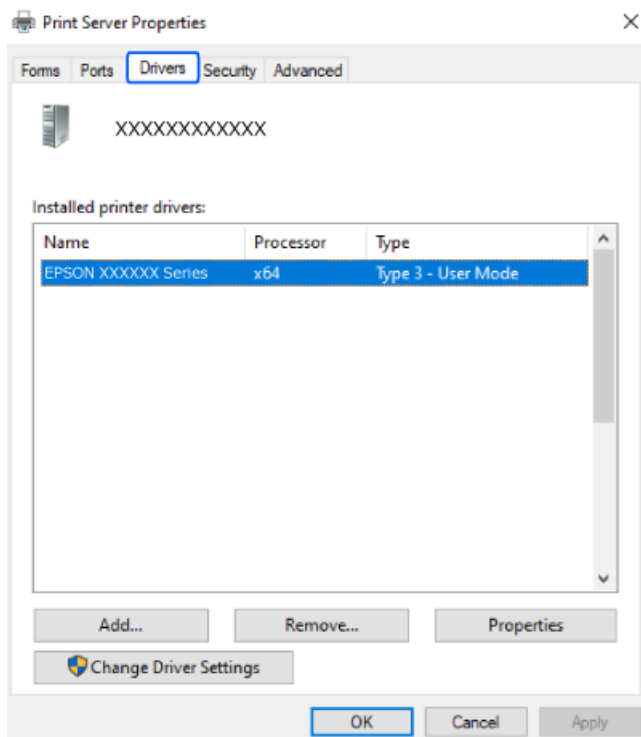 Print Server Properties
Forms Ports Drivers Security Advanced
XXXXXXXXXXXX
Installed printer drivers:
Name Processor Type
EPSON XXXXXX Series x64 Type 3 - User Mode
Add... Remove... Properties
Change Driver Settings
OK Cancel Apply